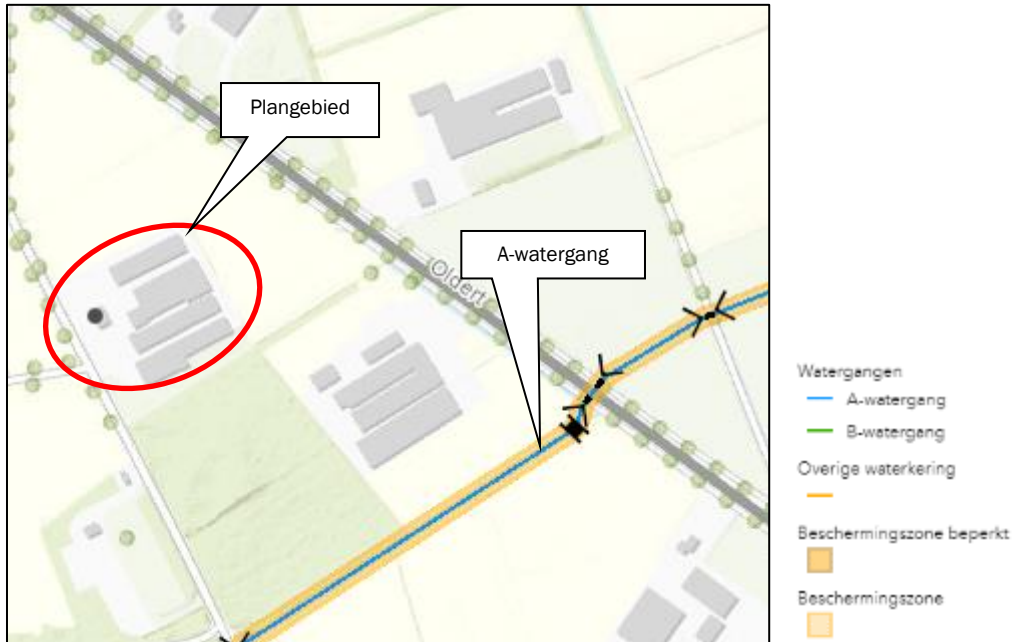 Plangebied
A-watergang
Oldert
Watergangen
A-watergang
B-watergang
Overige waterkering
Beschermingszone beperkt
Beschermingszone